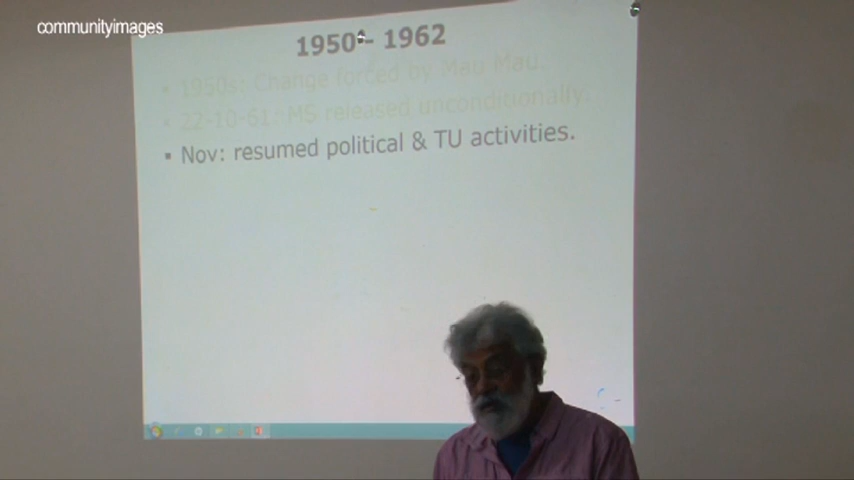 communityimages
1950 - 1962
• 1950s: Change forced by Mau Mau.
• 22-10-61: MS released unconditionally.
▪ Nov: resumed political & TU activities.